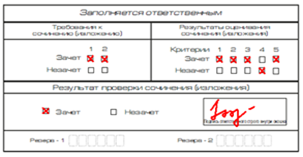 Заполняется ответственным
Требования к сочинению (изложению)
Результаты оценивания сочинения (изложения)
1 2
Критерии 1 2 3 4 5
Зачет
Зачет
Незачет
Незачет
Результат проверки сочинения (изложения)
Зачет
Незачет
Резерв - 1
Резерв - 2